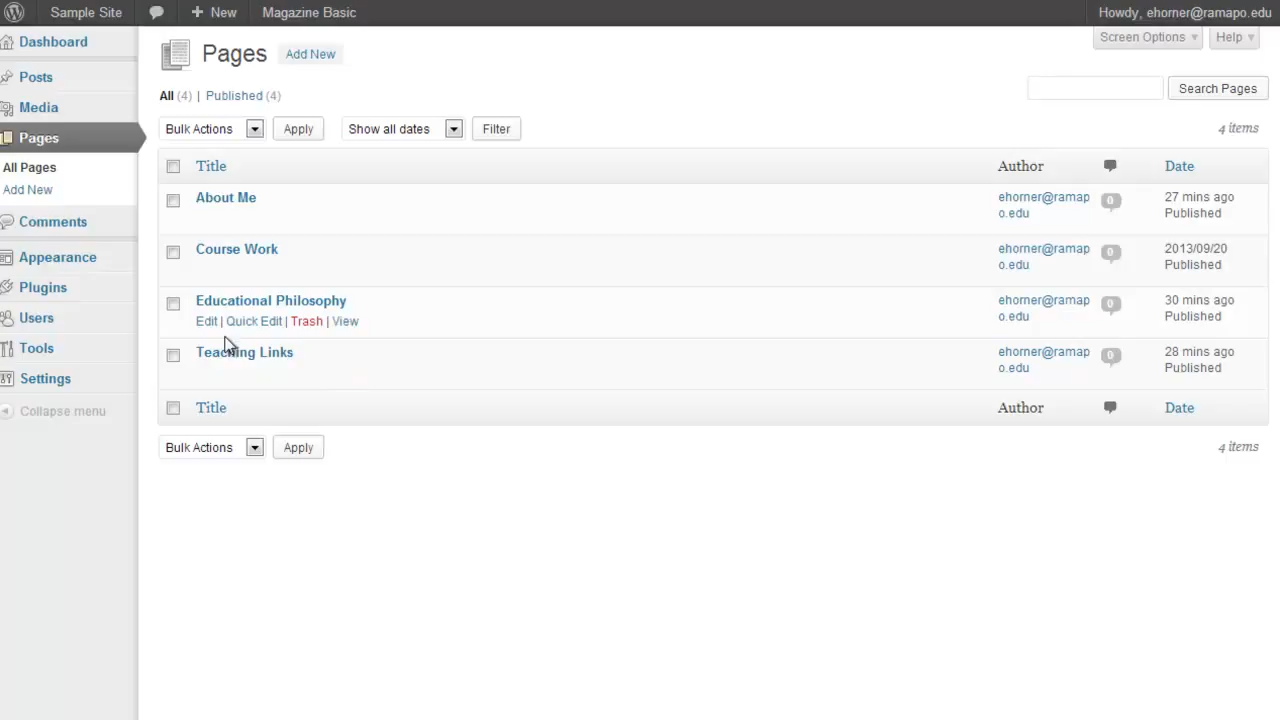 Sample Site + New Magazine Basic Howdy, ehorner@ramapo.edu
Screen Options Help
Dashboard
Posts
Media
Pages
All Pages
Add New
Comments
Appearance
Plugins
Users
Tools
Settings
Collapse menu
Pages Add New
All (4) | Published (4)
Search Pages
Bulk Actions Apply Show all dates Filter 4 items
Title Author Date
About Me ehorner@ramap 0 27 mins ago
o.edu Published
Course Work ehorner@ramap 0 2013/09/20
o.edu Published
Educational Philosophy ehorner@ramap 0 30 mins ago
Edit | Quick Edit | Trash | View o.edu Published
Teaching Links ehorner@ramap 0 28 mins ago
o.edu Published
Title Author Date
Bulk Actions Apply 4 items